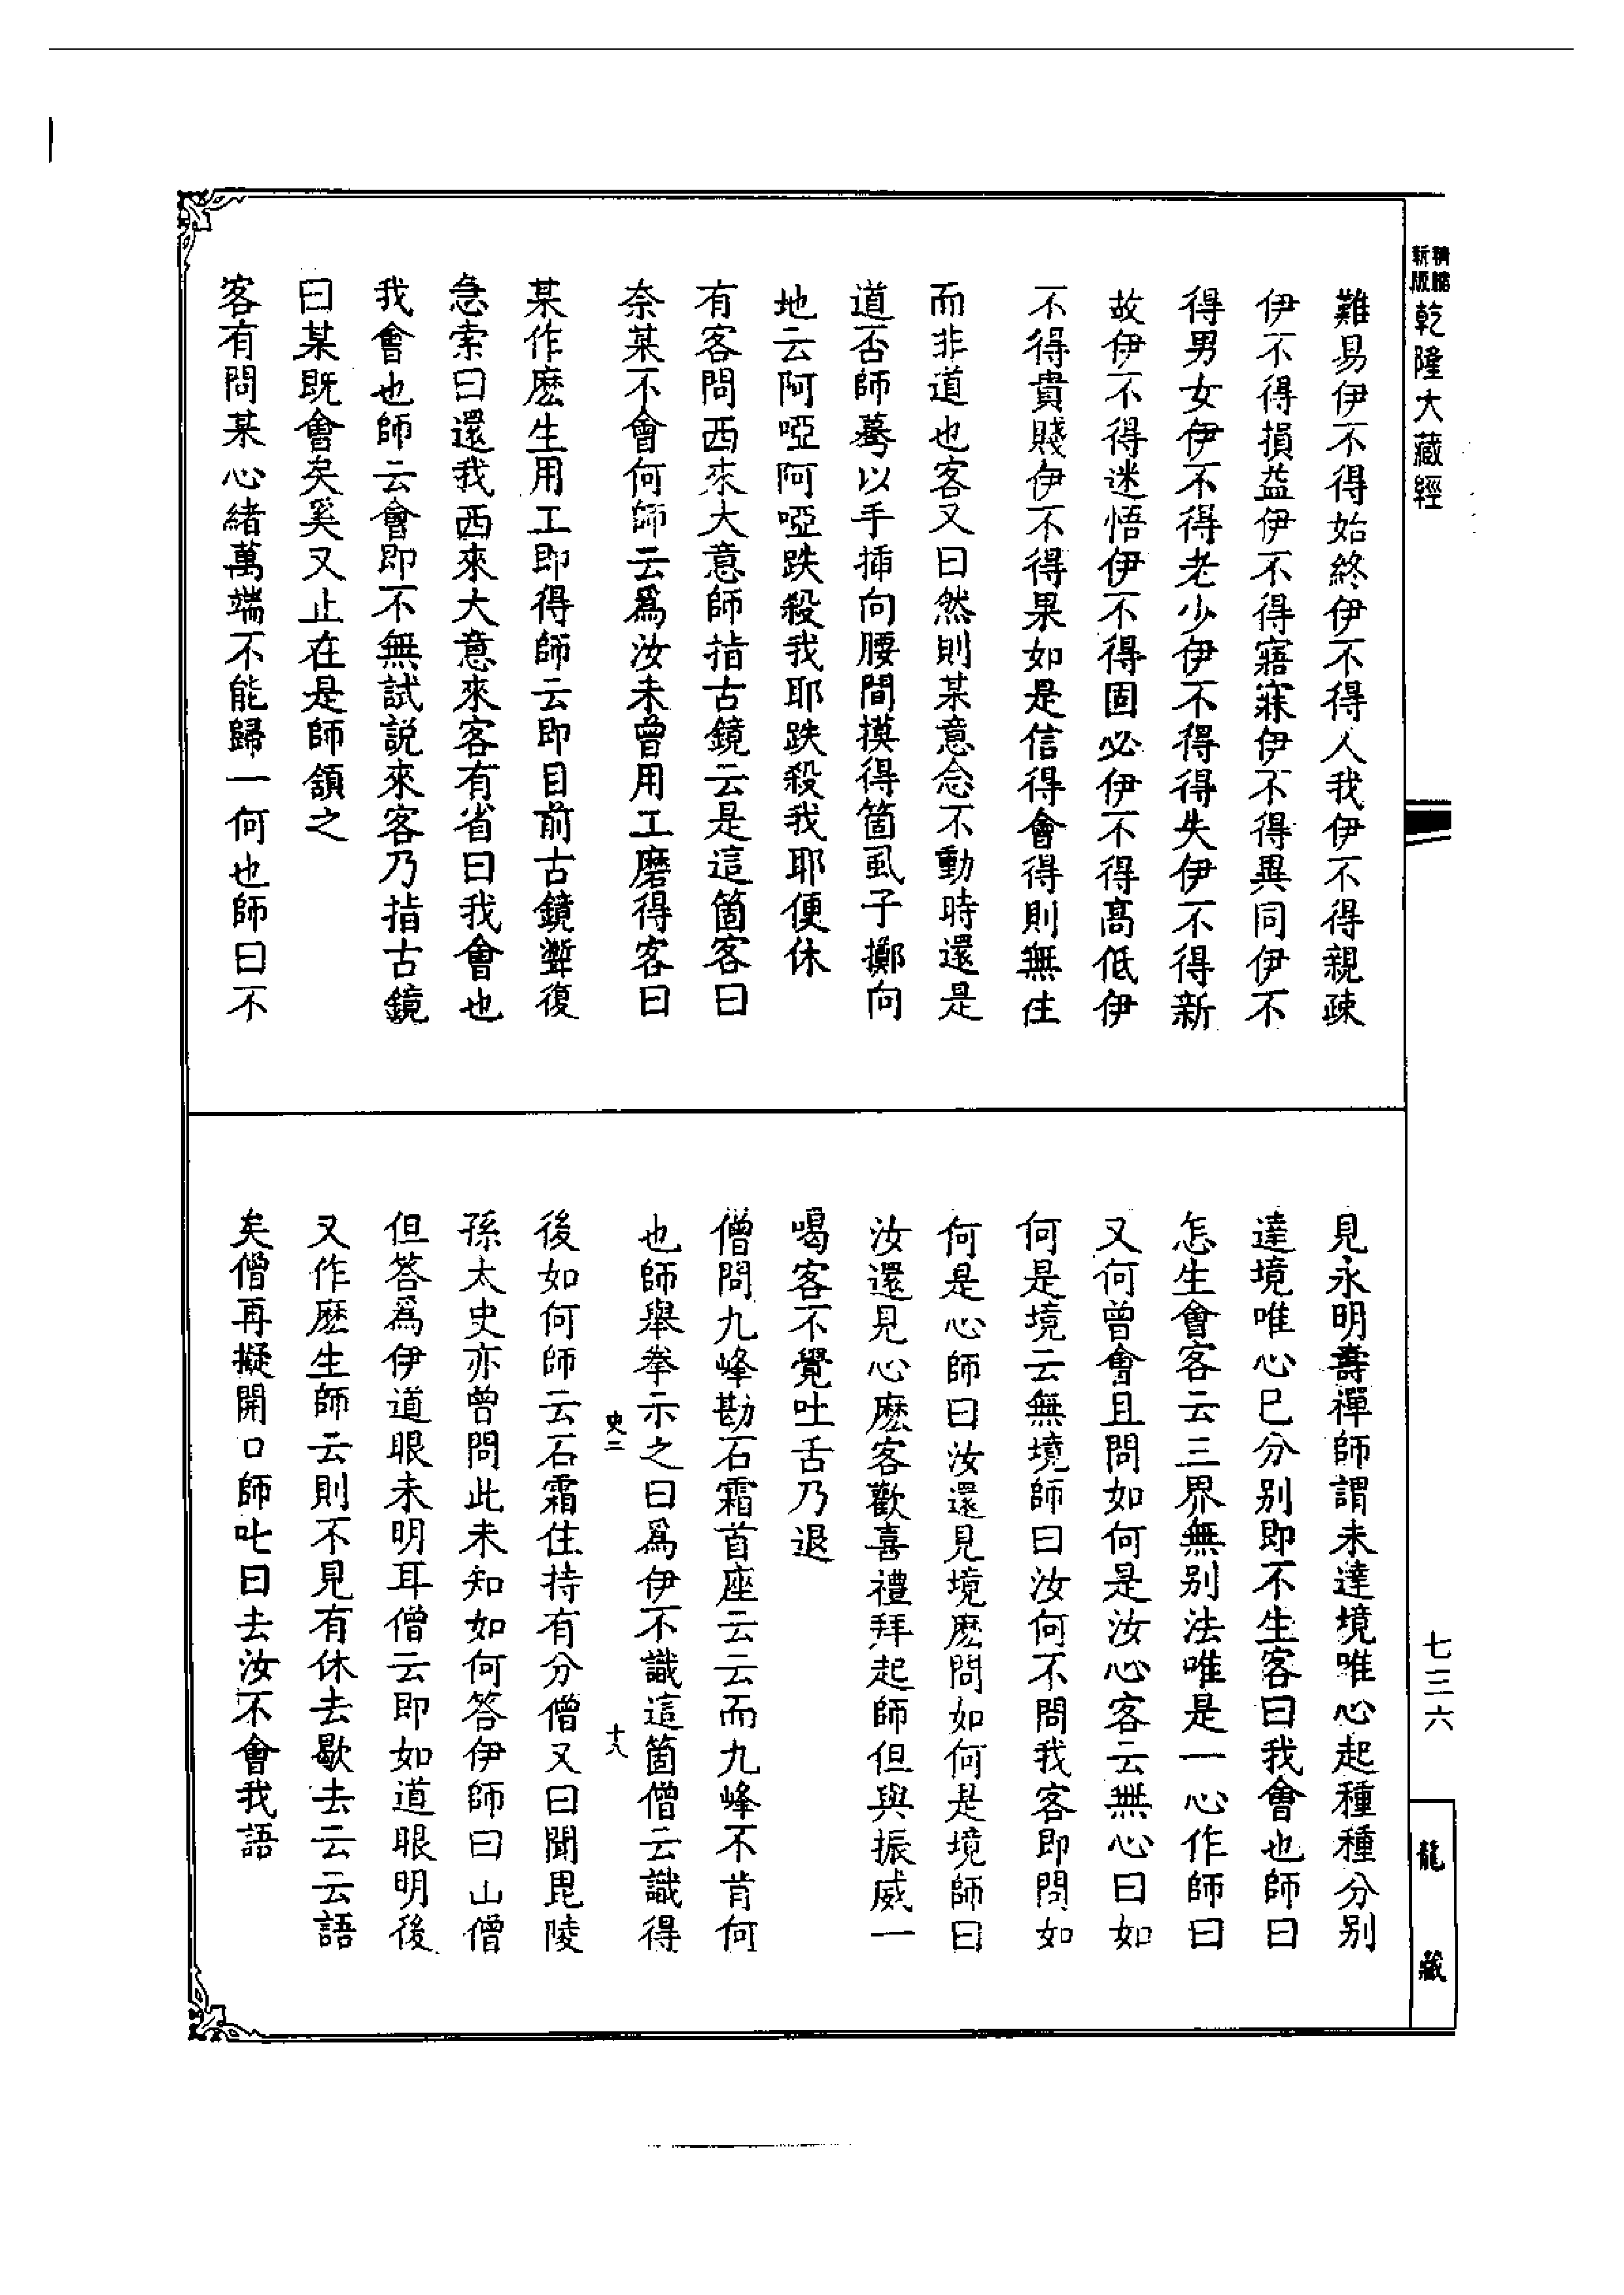 精縮新版
乾隆大藏經
難易伊不得始終伊不得人我伊不得親疎
伊不得損益伊不得寤寐伊不得異同伊不
得男女伊不得老少伊不得得失伊不得新
故伊不得迷悟伊不得固必伊不得高低伊
不得貴賤伊不得果如是信得會得則無住
而非道也客又曰然則某意念不動時還是
道否師驀以手揷向腰間摸得箇虱子擲向
地云阿啞阿啞跌殺我耶跌殺我耶便休
有客問西來大意師指古鏡云是這箇客曰
奈某不會何師云爲汝未曾用工磨得客曰
某作麽生用工即得師云即目前古鏡聻復
急索曰還我西來大意來客有省曰我會也
我會也師云會即不無試説來客乃指古鏡
曰某既會矣奚又止在是師頷之
客有問某心緒萬端不能歸一何也師曰不
見永明壽禪師謂未達境唯心起種種分别
達境唯心已分别即不生客曰我會也師曰
怎生會客云三界無别法唯是一心作師曰
又何曾會且問如何是汝心客云無心曰如
何是境云無境師曰汝何不問我客即問如
何是心師曰汝還見境麽問如何是境師曰
汝還見心麽客歡喜禮拜起師但與振威一
喝客不覺吐舌乃退
僧問九峰勘石霜首座云云而九峰不肯何
也師舉拳示之曰爲伊不識這箇僧云識得
史二
十八
後如何師云石霜住持有分僧又曰聞毘陵
孫太史亦曾問此未知如何答伊師曰山僧
但答爲伊道眼未明耳僧云即如道眼明後
又作麽生師云則不見有休去歇去云云語
矣僧再擬開口師叱曰去汝不會我語
七三六
龍藏